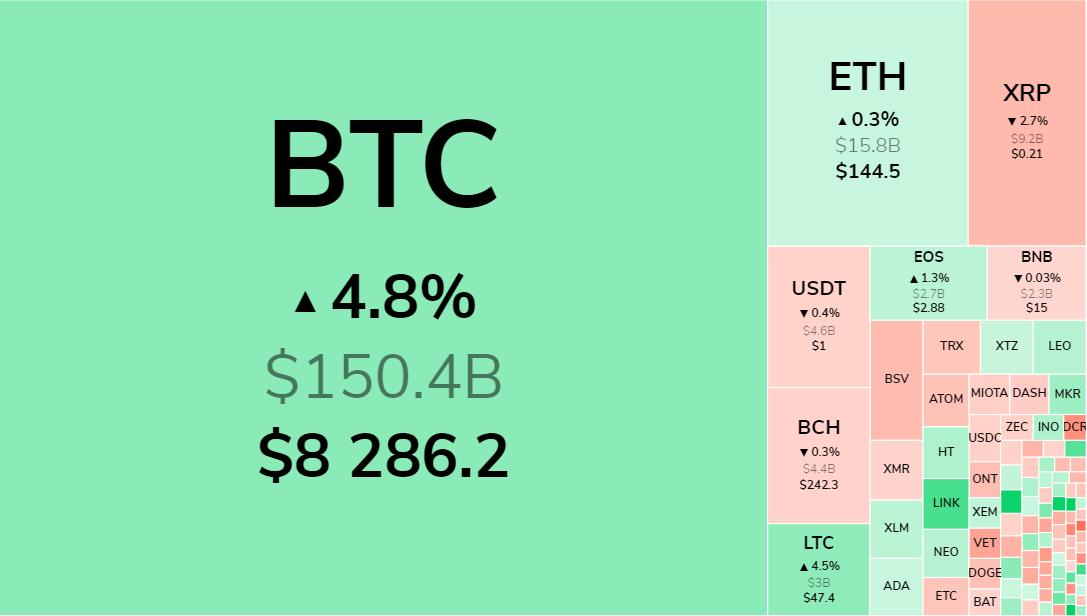 BTC
▲ 4.8%
$150.4B
$8 286.2
ETH
▲ 0.3%
$15.8B
$144.5
XRP
▼ 2.7%
$9.2B
$0.21
USDT
▼ 0.4%
$4.6B
$1
BCH
▼ 0.3%
$4.4B
$242.3
LTC
▲ 4.5%
$3B
$47.4
EOS
▲ 1.3%
$2.7B
$2.88
BNB
▼ 0.03%
$2.3B
$15
BSV
XMR
XLM
ADA
TRX
XTZ
LEO
ATOM
HT
LINK
NEO
ETC
MIOTA
DASH
MKR
USDC
ONT
XEM
VET
DOGE
BAT
ZEC
INO
DCR